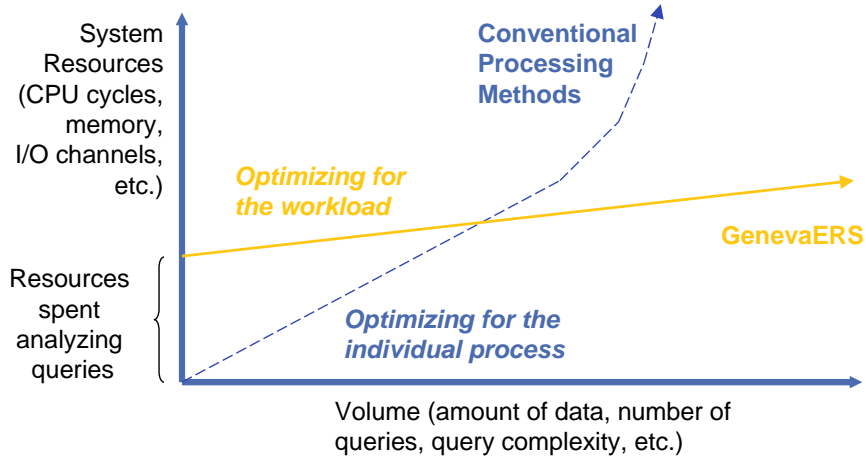 System
Resources
(CPU cycles,
memory,
I/O channels,
etc.)
Conventional
Processing
Methods
Optimizing for
the workload
GenevaERS
Resources
spent
analyzing
queries
Optimizing for the
individual process
Volume (amount of data, number of
queries, query complexity, etc.)